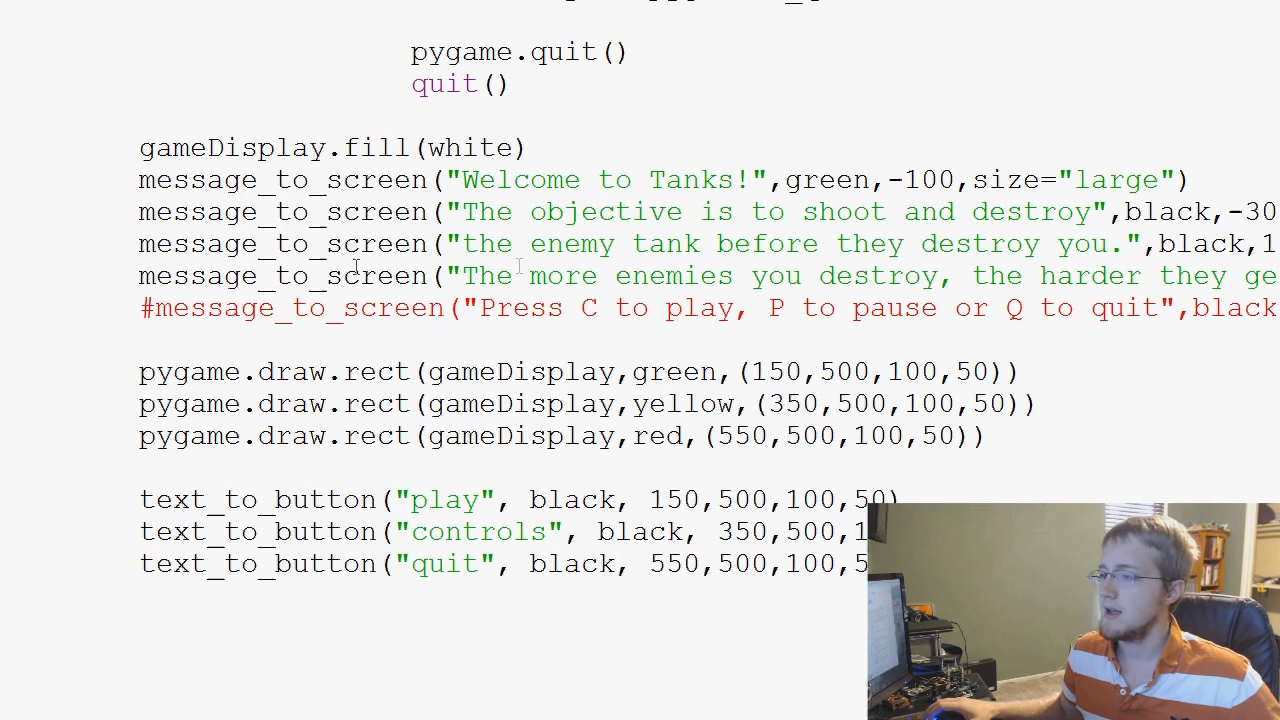 pygame.quit()
quit()
gameDisplay.fill(white)
message_to_screen("Welcome to Tanks!",green,-100,size="large")
message_to_screen("The objective is to shoot and destroy",black,-30
message_to_screen("the enemy tank before they destroy you.",black,1
message_to_screen("The more enemies you destroy, the harder they ge
#message_to_screen("Press C to play, P to pause or Q to quit",black
pygame.draw.rect(gameDisplay,green,(150,500,100,50))
pygame.draw.rect(gameDisplay,yellow,(350,500,100,50))
pygame.draw.rect(gameDisplay,red,(550,500,100,50))
text_to_button("play", black, 150,500,100,50)
text_to_button("controls", black, 350,500,1
text_to_button("quit", black, 550,500,100,5